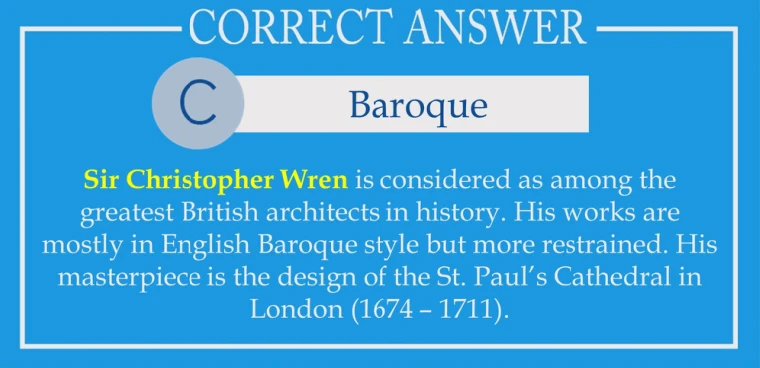 CORRECT ANSWER
C Baroque
Sir Christopher Wren is considered as among the
greatest British architects in history. His works are
mostly in English Baroque style but more restrained. His
masterpiece is the design of the St. Paul's Cathedral in
London (1674 – 1711).